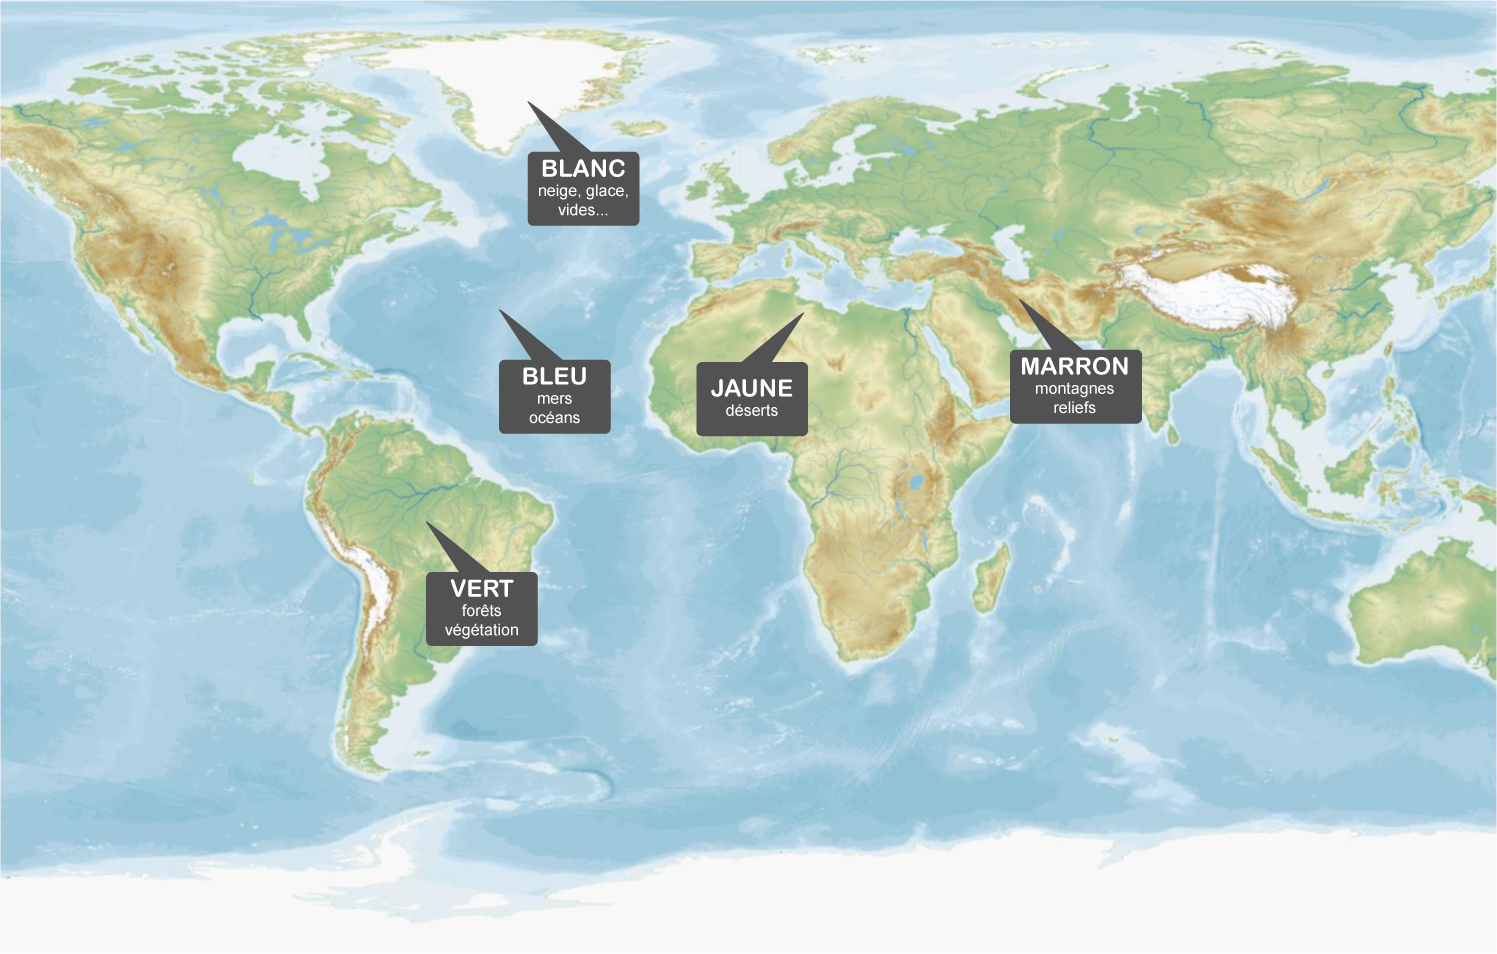 BLANC
neige, glace,
vides...
BLEU
mers
océans
JAUNE
déserts
MARRON
montagnes
reliefs
VERT
forêts
végétation